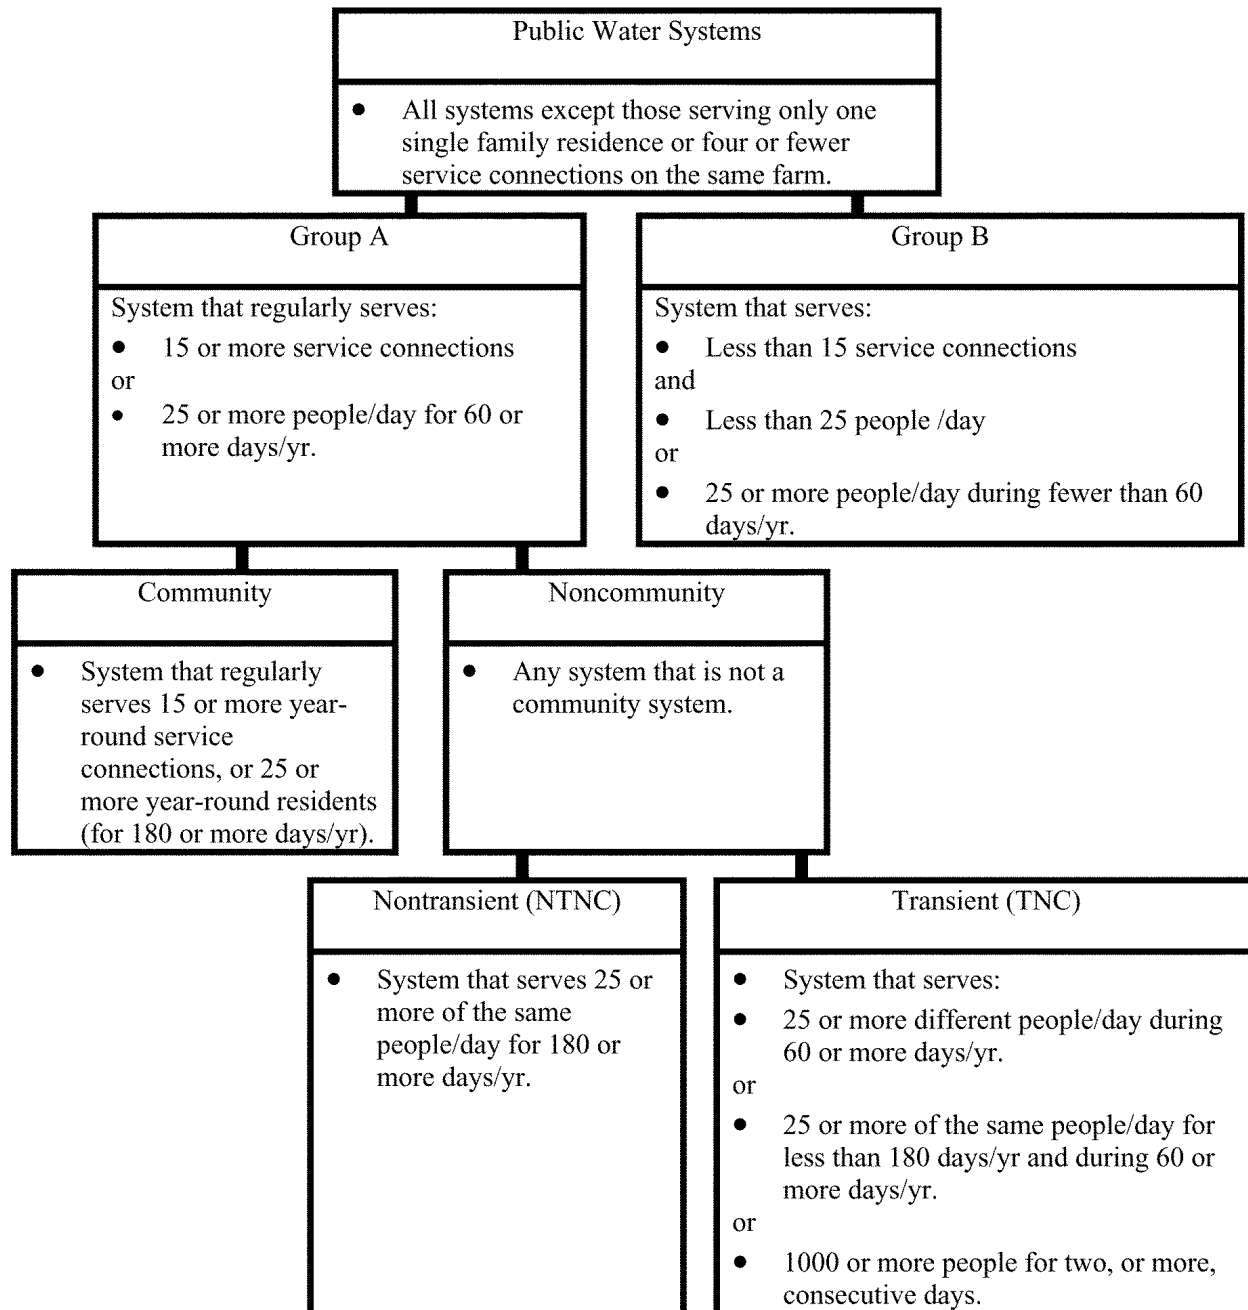 Public Water Systems
● All systems except those serving only one
single family residence or four or fewer
service connections on the same farm.
Group A
System that regularly serves:
● 15 or more service connections
or
● 25 or more people/day for 60 or
more days/yr.
Group B
System that serves:
● Less than 15 service connections
and
● Less than 25 people /day
or
● 25 or more people/day during fewer than 60
days/yr.
Community
● System that regularly
serves 15 or more year-
round service
connections, or 25 or
more year-round residents
(for 180 or more days/yr).
Noncommunity
● Any system that is not a
community system.
Nontransient (NTNC)
● System that serves 25 or
more of the same
people/day for 180 or
more days/yr.
Transient (TNC)
● System that serves:
● 25 or more different people/day during
60 or more days/yr.
or
● 25 or more of the same people/day for
less than 180 days/yr and during 60 or
more days/yr.
or
● 1000 or more people for two, or more,
consecutive days.